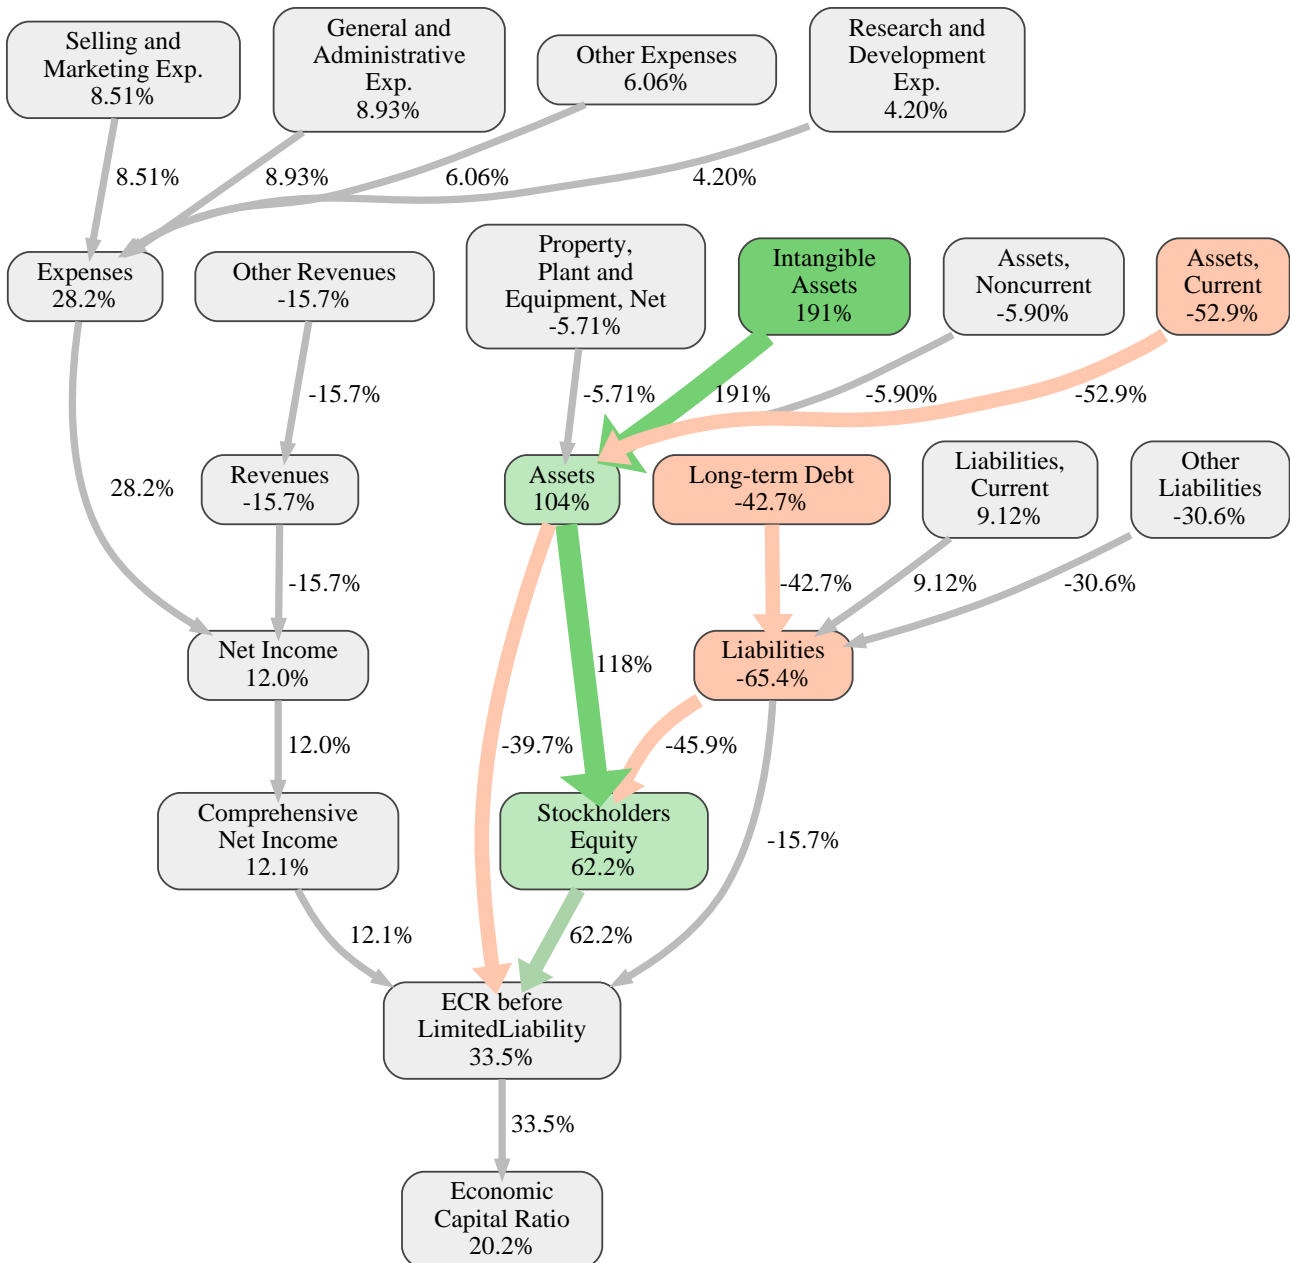 Selling and
Marketing Exp.
8.51%
General and
Administrative
Exp.
8.93%
Other Expenses
6.06%
Research and
Development
Exp.
4.20%
8.51%
8.93%
6.06%
4.20%
Expenses
28.2%
Other Revenues
-15.7%
Property,
Plant and
Equipment, Net
-5.71%
Intangible
Assets
191%
Assets,
Noncurrent
-5.90%
Assets,
Current
-52.9%
-15.7%
-5.71%
191%
-5.90%
-52.9%
28.2%
Revenues
-15.7%
Assets
104%
Long-term Debt
-42.7%
Liabilities,
Current
9.12%
Other
Liabilities
-30.6%
-15.7%
-42.7%
9.12%
-30.6%
Net Income
12.0%
118%
Liabilities
-65.4%
12.0%
-39.7%
-45.9%
Comprehensive
Net Income
12.1%
Stockholders
Equity
62.2%
-15.7%
12.1%
62.2%
ECR before
LimitedLiability
33.5%
33.5%
Economic
Capital Ratio
20.2%